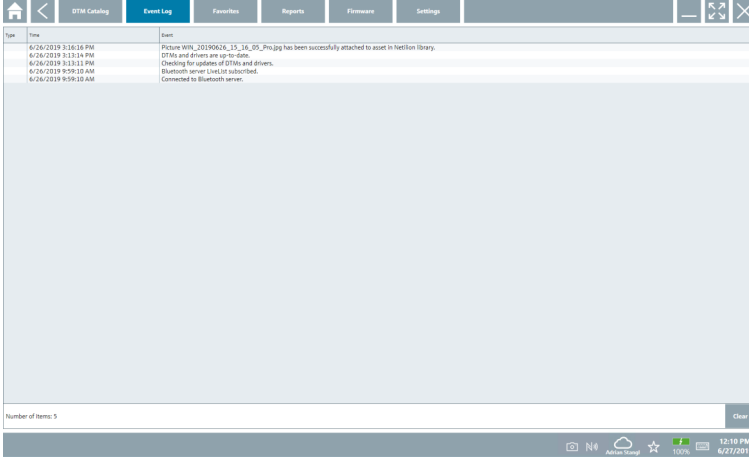 DTM Catalog Event Log Favorites Reports Firmware Settings
Type Time Event
6/26/2019 3:16:16 PM Picture WIN_20190626_15_16_05_Pro.jpg has been successfully attached to asset in Netilion library.
6/26/2019 3:13:14 PM DTMs and drivers are up-to-date.
6/26/2019 3:13:11 PM Checking for updates of DTMs and drivers.
6/26/2019 9:59:10 AM Bluetooth server LiveList subscribed.
6/26/2019 9:59:10 AM Connected to Bluetooth server.
Number of items: 5 Clear
Adrian Stangl 100% 12:10 PM
6/27/201